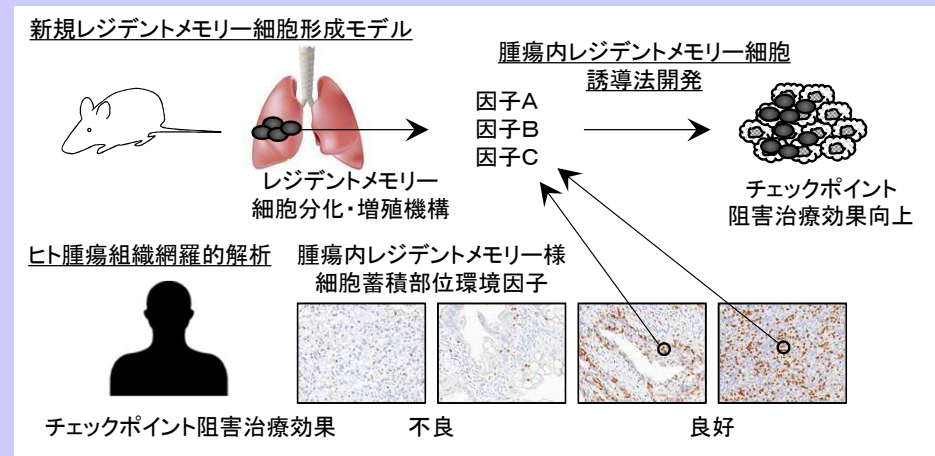 新規レジデントメモリー細胞形成モデル
腫瘍内レジデントメモリー細胞
誘導法開発
因子A
因子B
因子C
レジデントメモリー
細胞分化・増殖機構
チェックポイント
阻害治療効果向上
ヒト腫瘍組織網羅的解析
腫瘍内レジデントメモリー様
細胞蓄積部位環境因子
チェックポイント阻害治療効果
不良
良好